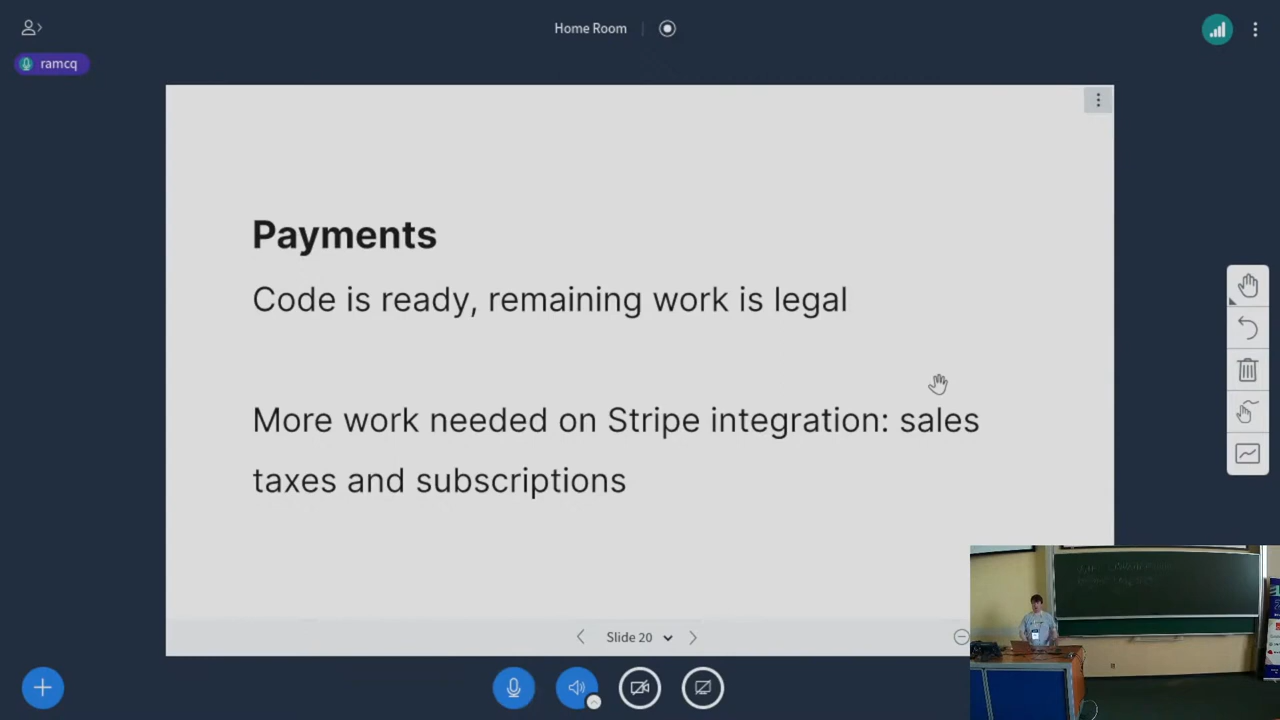 Home Room
ramcq
Payments
Code is ready, remaining work is legal
More work needed on Stripe integration: sales
taxes and subscriptions
Slide 20